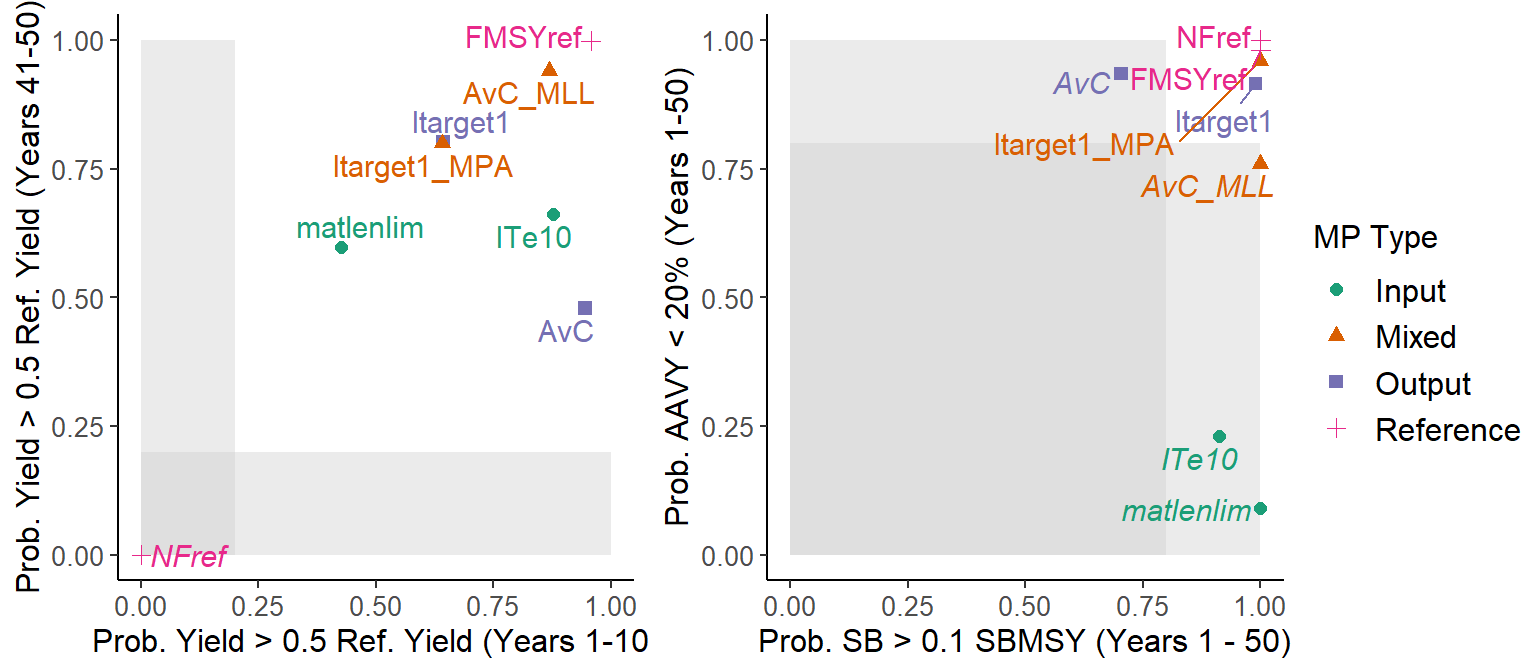 Prob. Yield > 0.5 Ref. Yield (Years 41-50)
1.00
0.75
0.50
0.25
0.00
FMSYref
AvC_MLL
Itarget1
Itarget1_MPA
matlenlim
ITe10
AvC
NFref
0.00 0.25 0.50 0.75 1.00
Prob. Yield > 0.5 Ref. Yield (Years 1-10
Prob. AAVY < 20% (Years 1-50)
1.00
0.75
0.50
0.25
0.00
NFref
AvC
FMSYref
Itarget1
Itarget1_MPA
AvC_MLL
ITe10
matlenlim
0.00 0.25 0.50 0.75 1.00
Prob. SB > 0.1 SBMSY (Years 1 - 50)
MP Type
Input
Mixed
Output
Reference